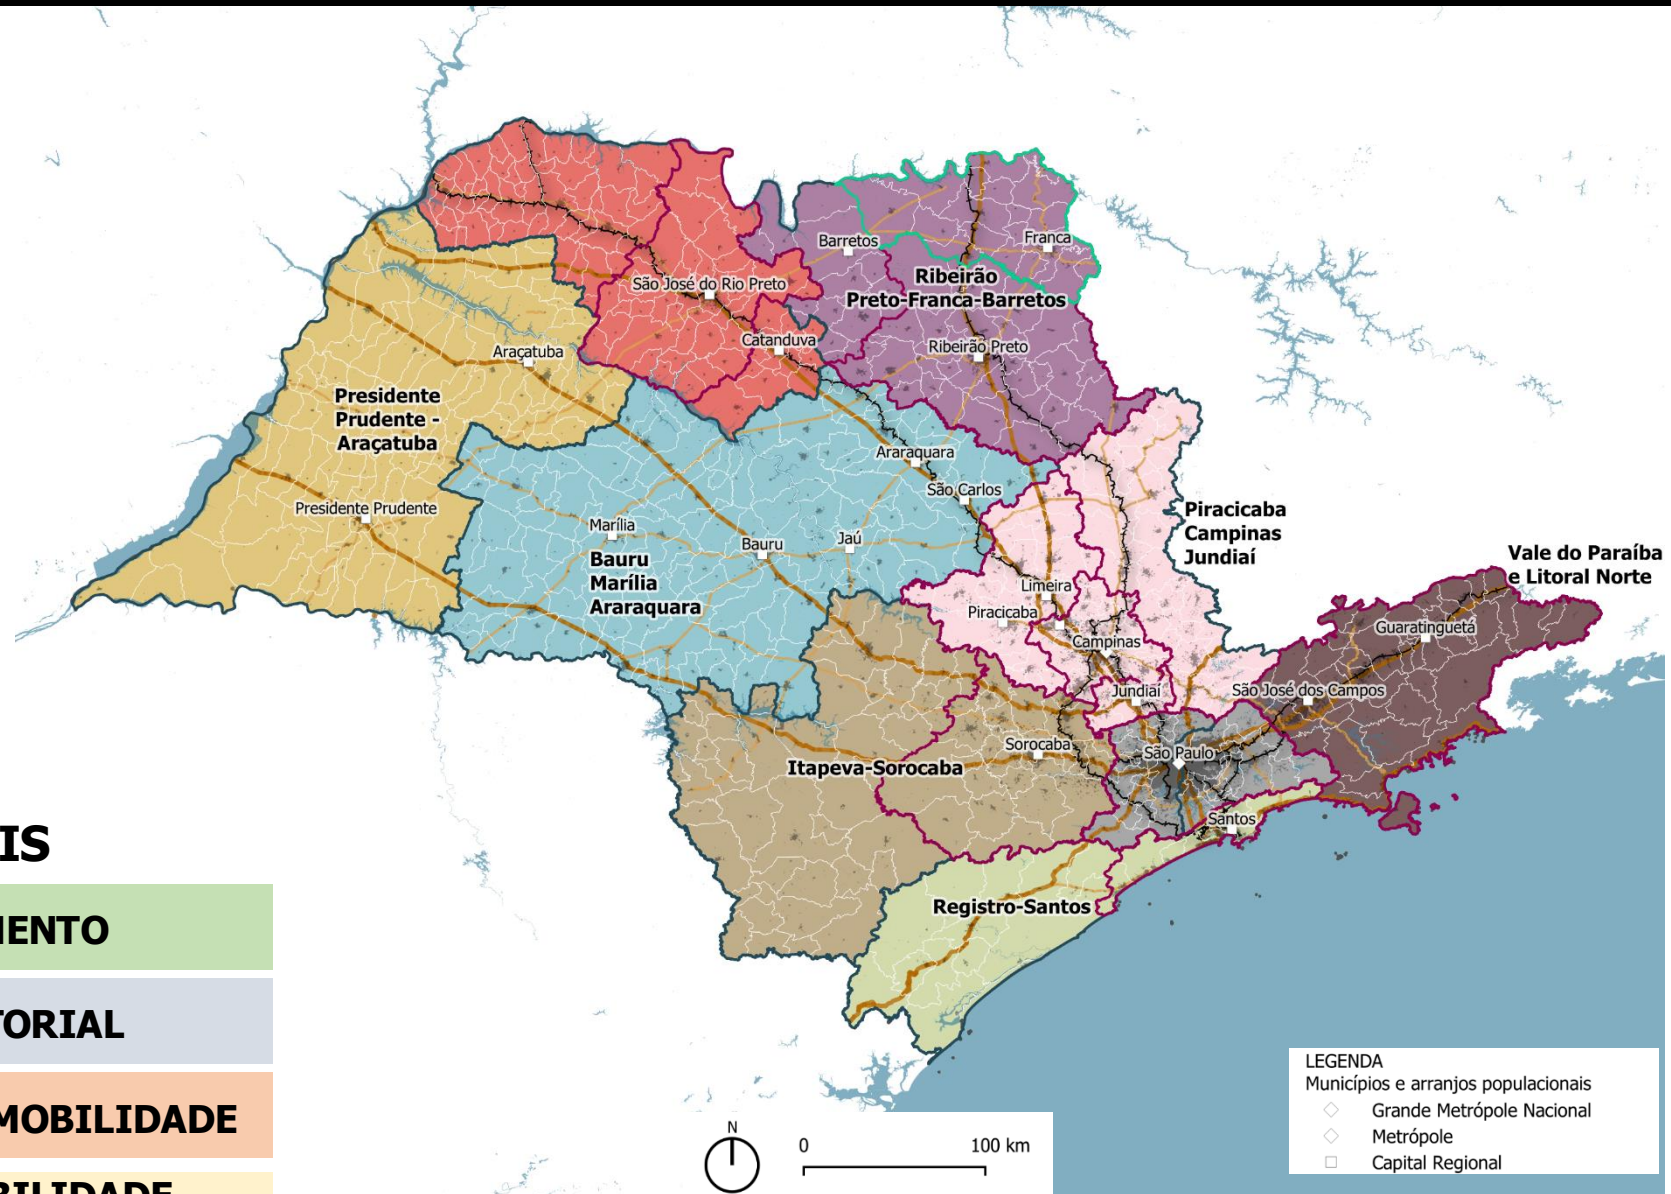 Barretos
Franca
Ribeirão
Preto-Franca-Barretos
São José do Rio Preto
Catanduva
Ribeirão Preto
Araçatuba
Presidente
Prudente -
Araçatuba
Araraquara
São Carlos
Presidente Prudente
Marília
Bauru
Jaú
Bauru
Marília
Araraquara
Piracicaba
Campinas
Jundiaí
Vale do Paraíba
e Litoral Norte
Limeira
Piracicaba
Campinas
Guaratinguetá
Jundiaí
São José dos Campos
Sorocaba
São Paulo
Itapeva-Sorocaba
Santos
Registro-Santos
IS
ENTO
TORIAL
MOBILIDADE
BILIDADE
N
0
100 km
LEGENDA
Municípios e arranjos populacionais
Grande Metrópole Nacional
Metrópole
Capital Regional